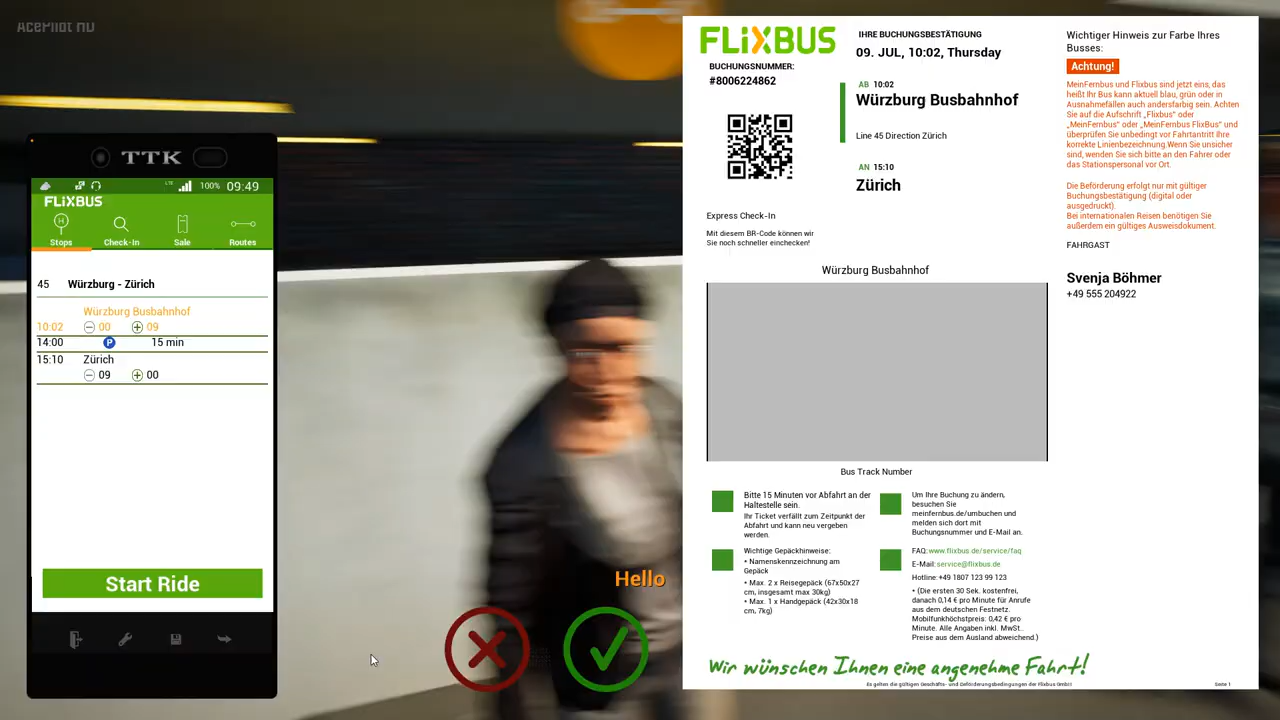 AcePilot HD
TTK
LTE 100% 09:49
FLiXBUS
Stops Check-In Sale Routes
45 Würzburg - Zürich
Würzburg Busbahnhof
10:02 00 09
14:00 P 15 min
15:10 Zürich
09 00
Start Ride
Hello
FLiXBUS
BUCHUNGSNUMMER:
#8006224862
Express Check-In
Mit diesem BR-Code können wir
Sie noch schneller einchecken!
IHRE BUCHUNGSBESTÄTIGUNG
09. JUL, 10:02, Thursday
AB 10:02
Würzburg Busbahnhof
Line 45 Direction Zürich
AN 15:10
Zürich
Würzburg Busbahnhof
Bus Track Number
Bitte 15 Minuten vor Abfahrt an der
Haltestelle sein.
Ihr Ticket verfällt zum Zeitpunkt der
Abfahrt und kann neu vergeben
werden.
Wichtige Gepäckhinweise:
• Namenskennzeichnung am
Gepäck
• Max. 2 x Reisegepäck (67x50x27
cm, insgesamt max 30kg)
• Max. 1 x Handgepäck (42x30x18
cm, 7kg)
Um Ihre Buchung zu ändern,
besuchen Sie
meinfernbus.de/umbuchen und
melden sich dort mit
Buchungsnummer und E-Mail an.
FAQ: www.flixbus.de/service/faq
E-Mail: service@flixbus.de
Hotline: +49 1807 123 99 123
• (Die ersten 30 Sek. kostenfrei,
danach 0,14 € pro Minute für Anrufe
aus dem deutschen Festnetz.
Mobilfunkhöchstpreis: 0,42 € pro
Minute. Alle Angaben inkl. MwSt..
Preise aus dem Ausland abweichend.)
Wichtiger Hinweis zur Farbe Ihres
Busses:
Achtung!
MeinFernbus und Flixbus sind jetzt eins, das
heißt Ihr Bus kann aktuell blau, grün oder in
Ausnahmefällen auch andersfarbig sein. Achten
Sie auf die Aufschrift „Flixbus“ oder
„MeinFernbus“ oder „MeinFernbus FlixBus“ und
überprüfen Sie unbedingt vor Fahrtantritt Ihre
korrekte Linienbezeichnung.Wenn Sie unsicher
sind, wenden Sie sich bitte an den Fahrer oder
das Stationspersonal vor Ort.
Die Beförderung erfolgt nur mit gültiger
Buchungsbestätigung (digital oder
ausgedruckt).
Bei internationalen Reisen benötigen Sie
außerdem ein gültiges Ausweisdokument.
FAHRGAST
Svenja Böhmer
+49 555 204922
Wir wünschen Ihnen eine angenehme Fahrt!
Es gelten die gültigen Geschäfts- und Beförderungsbedingungen der Flixbus GmbH
Seite 1